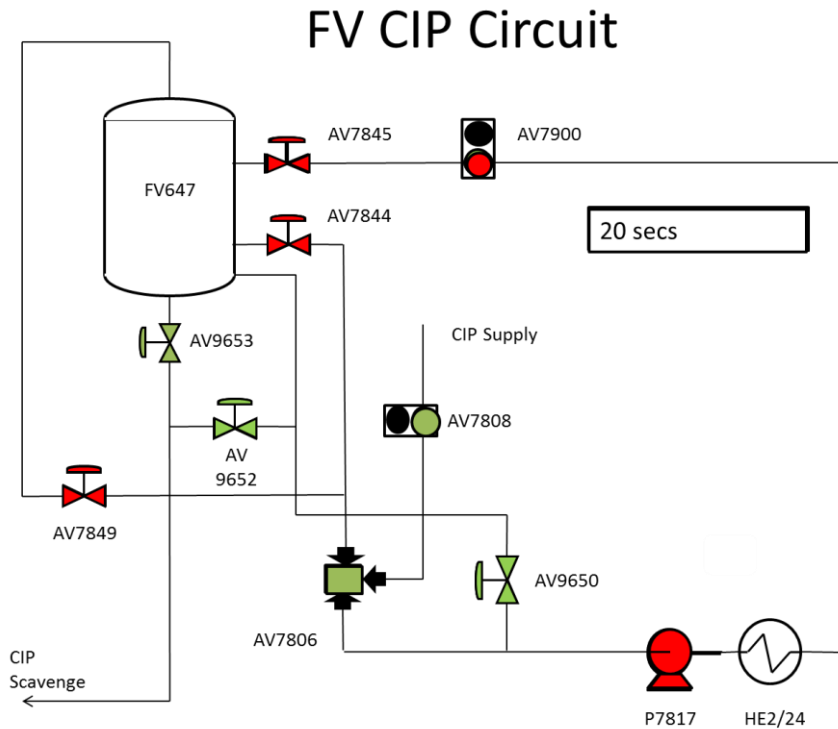 FV CIP Circuit
AV7845
AV7900
FV647
AV7844
20 secs
AV9653
CIP Supply
AV7808
AV
9652
AV7849
AV9650
AV7806
CIP
Scavenge
P7817
HE2/24